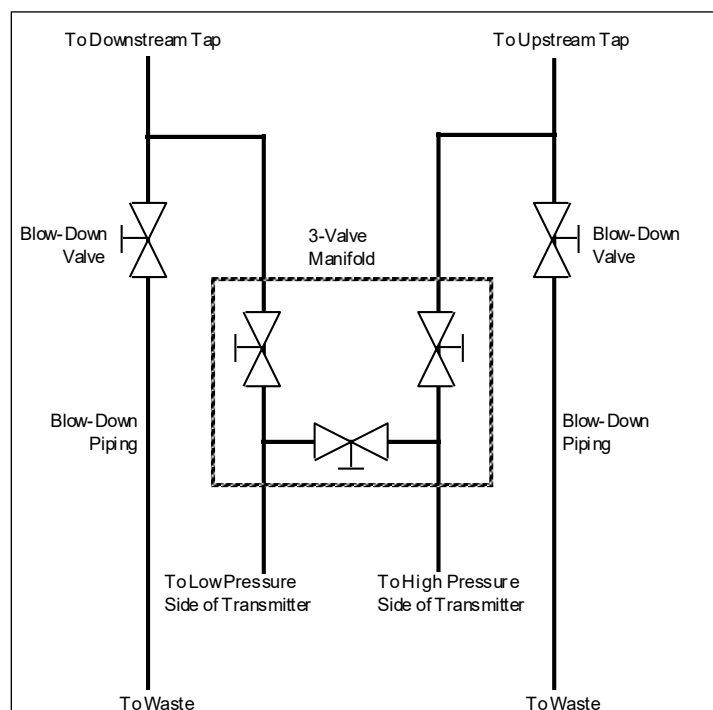 To Downstream Tap
To Upstream Tap
Blow-Down
Valve
3-Valve
Manifold
Blow-Down
Valve
Blow-Down
Piping
Blow-Down
Piping
To Low Pressure
Side of Transmitter
To High Pressure
Side of Transmitter
To Waste
To Waste